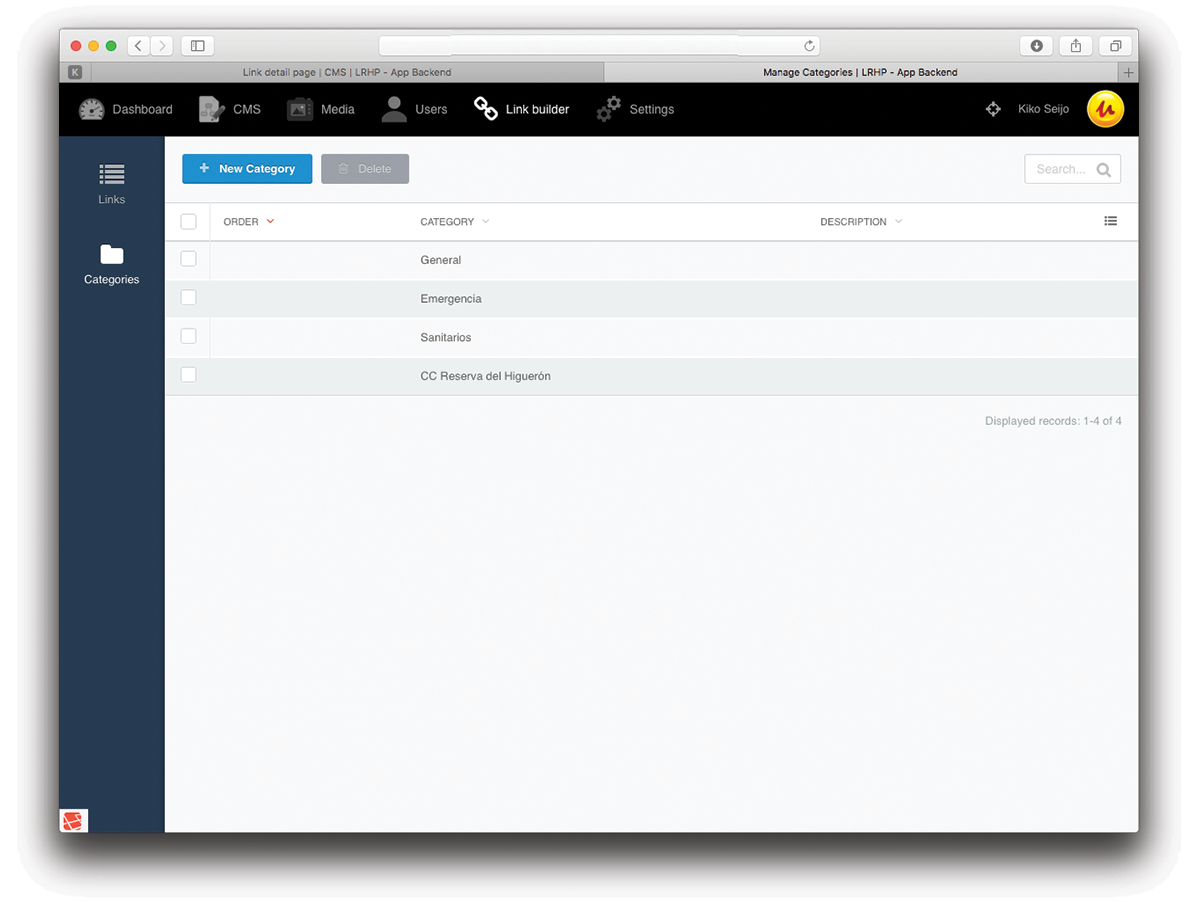 K
Link detail page | CMS | LRHP - App Backend
Manage Categories | LRHP - App Backend
Dashboard
CMS
Media
Users
Link builder
Settings
Kiko Seijo
Links
Categories
New Category
Delete
Search...
ORDER
CATEGORY
DESCRIPTION
General
Emergencia
Sanitarios
CC Reserva del Higuerón
Displayed records: 1-4 of 4